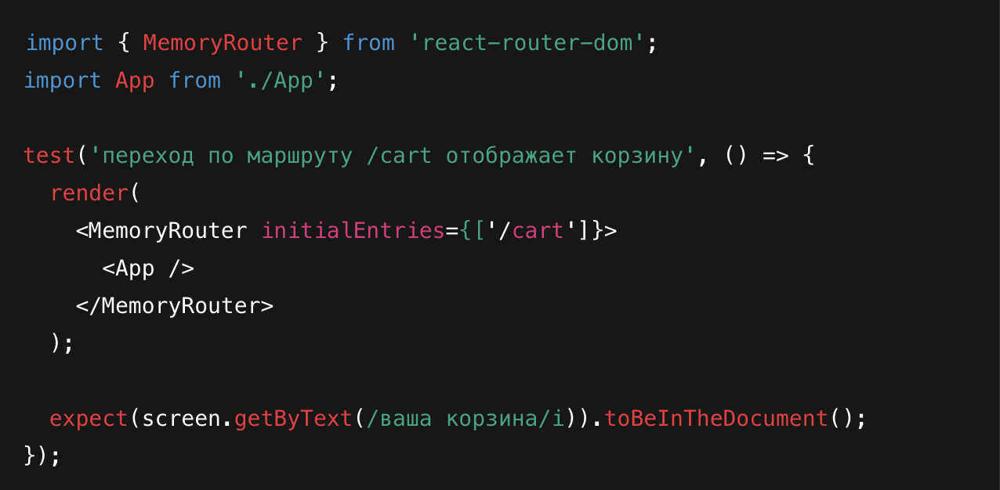 import { MemoryRouter } from 'react-router-dom';
import App from './App';
test('переход по маршруту /cart отображает корзину', () => {
render(
<MemoryRouter initialEntries={['/cart']}>
<App />
</MemoryRouter>
);
expect(screen.getByText(/ваша корзина/i)).toBeInTheDocument();
});